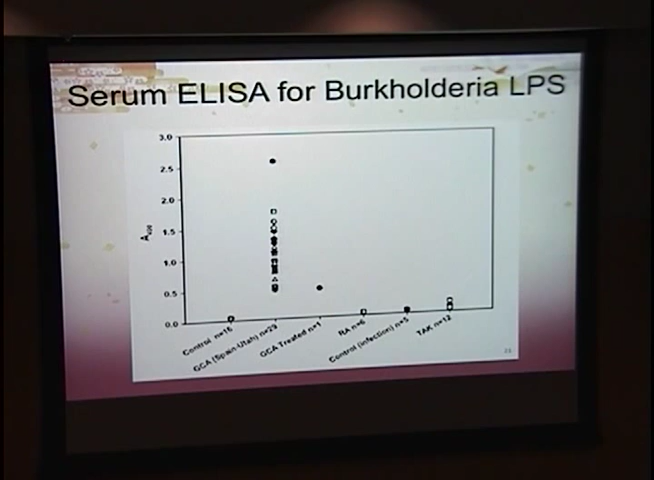 Serum ELISA for Burkholderia LPS
3.0
2.5
2.0
1.5
1.0
0.5
0.0
Control n=16
GCA (Spain-Utah) n=29
GCA Treated n=1
RA n=6
Control (infection) n=5
TAK n=12